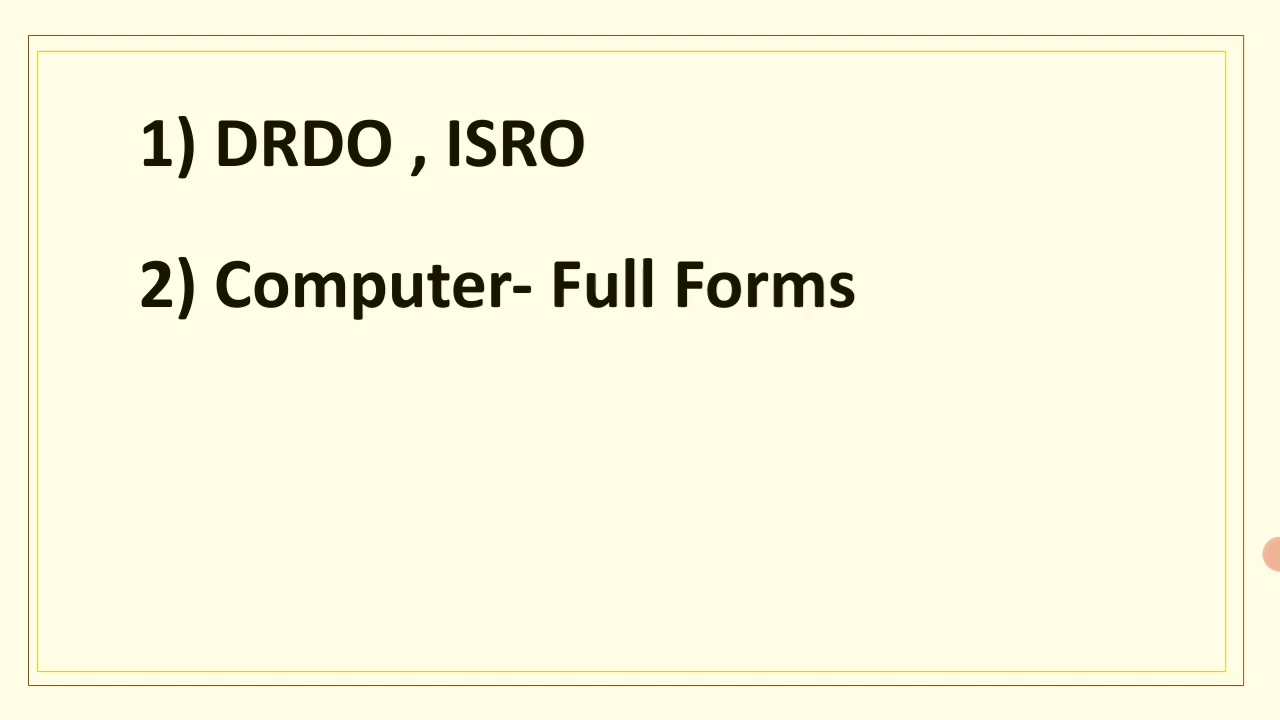 1) DRDO , ISRO
2) Computer- Full Forms